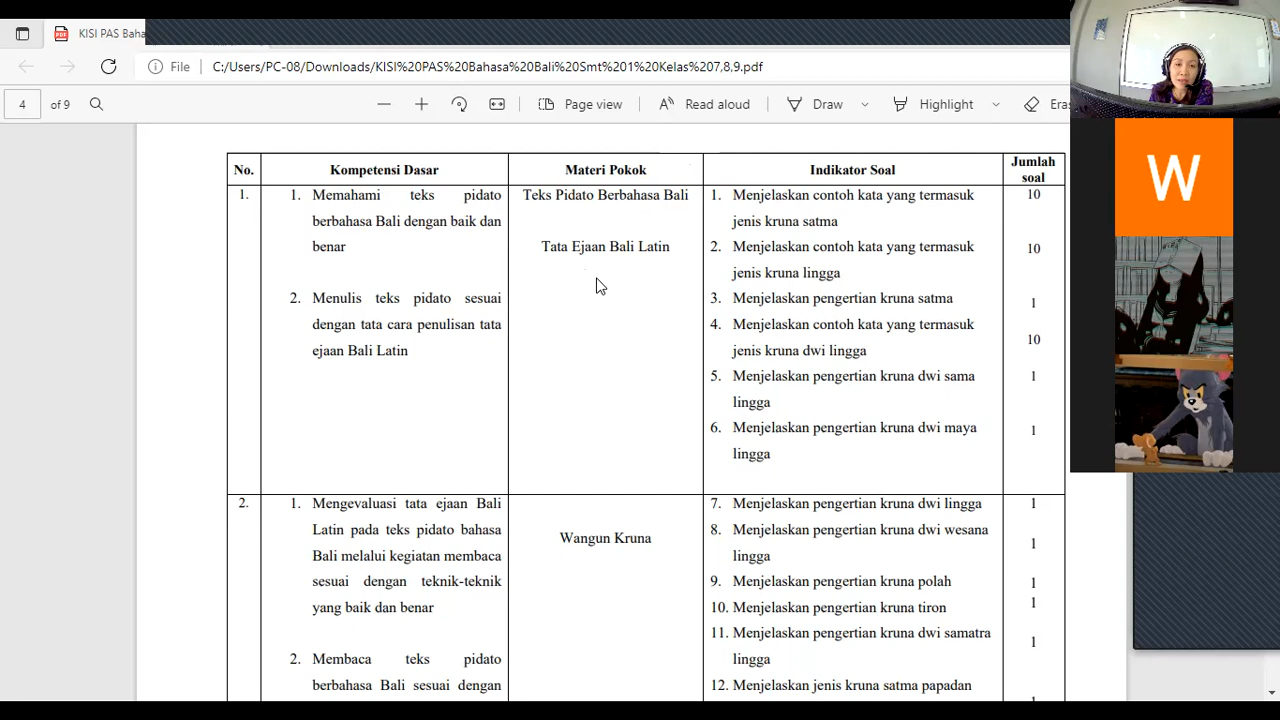 KISI PAS Baha
File C:/Users/PC-08/Downloads/KISI%20PAS%20Bahasa%20Bali%20Smt%201%20Kelas%207,8,9.pdf
4 of 9 Page view Read aloud Draw Highlight Eras
No. Kompetensi Dasar Materi Pokok Indikator Soal Jumlah soal
1. 1. Memahami teks pidato berbahasa Bali dengan baik dan benar
2. Menulis teks pidato sesuai dengan tata cara penulisan tata ejaan Bali Latin
Teks Pidato Berbahasa Bali
Tata Ejaan Bali Latin
1. Menjelaskan contoh kata yang termasuk jenis kruna satma 10
2. Menjelaskan contoh kata yang termasuk jenis kruna lingga 10
3. Menjelaskan pengertian kruna satma 1
4. Menjelaskan contoh kata yang termasuk jenis kruna dwi lingga 10
5. Menjelaskan pengertian kruna dwi sama lingga 1
6. Menjelaskan pengertian kruna dwi maya lingga 1
2. 1. Mengevaluasi tata ejaan Bali Latin pada teks pidato bahasa Bali melalui kegiatan membaca sesuai dengan teknik-teknik yang baik dan benar
2. Membaca teks pidato berbahasa Bali sesuai dengan
Wangun Kruna
7. Menjelaskan pengertian kruna dwi lingga 1
8. Menjelaskan pengertian kruna dwi wesana lingga 1
9. Menjelaskan pengertian kruna polah 1
10. Menjelaskan pengertian kruna tiron 1
11. Menjelaskan pengertian kruna dwi samatra lingga 1
12. Menjelaskan jenis kruna satma papadan
W